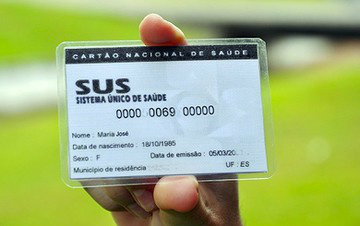 CARTÃO NACIONAL DE SAÚDE
SUS
SISTEMA ÚNICO DE SAÚDE
0000 0069 00000
Nome : Maria José
Data de nascimento : 18/10/1985
Sexo : F Data de emissão : 05/03/20
Município de residência UF : ES